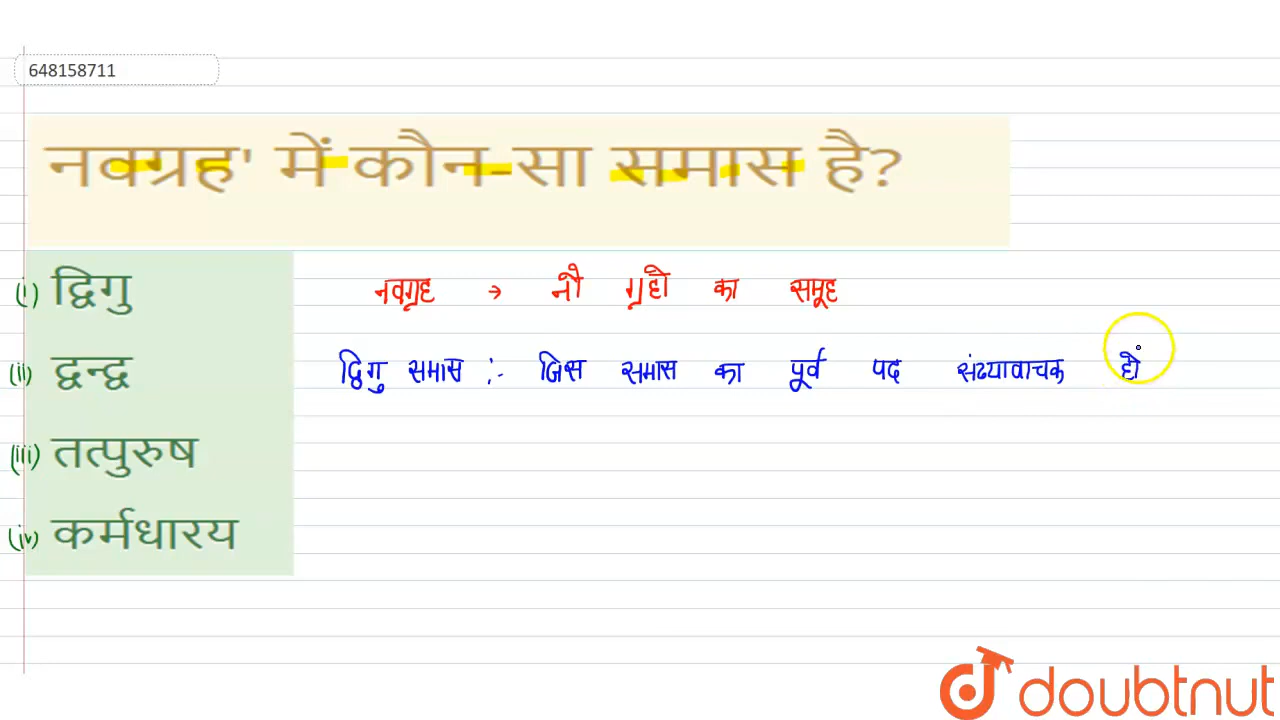 648158711
नवग्रह' में कौन-सा समास है?
(i) द्विगु
नवग्रह → नौ ग्रहों का समूह
(ii) द्वन्द्व
द्विगु समास :- जिस समास का पूर्व पद संख्यावाचक हों
(iii) तत्पुरुष
(iv) कर्मधारय
doubtnut